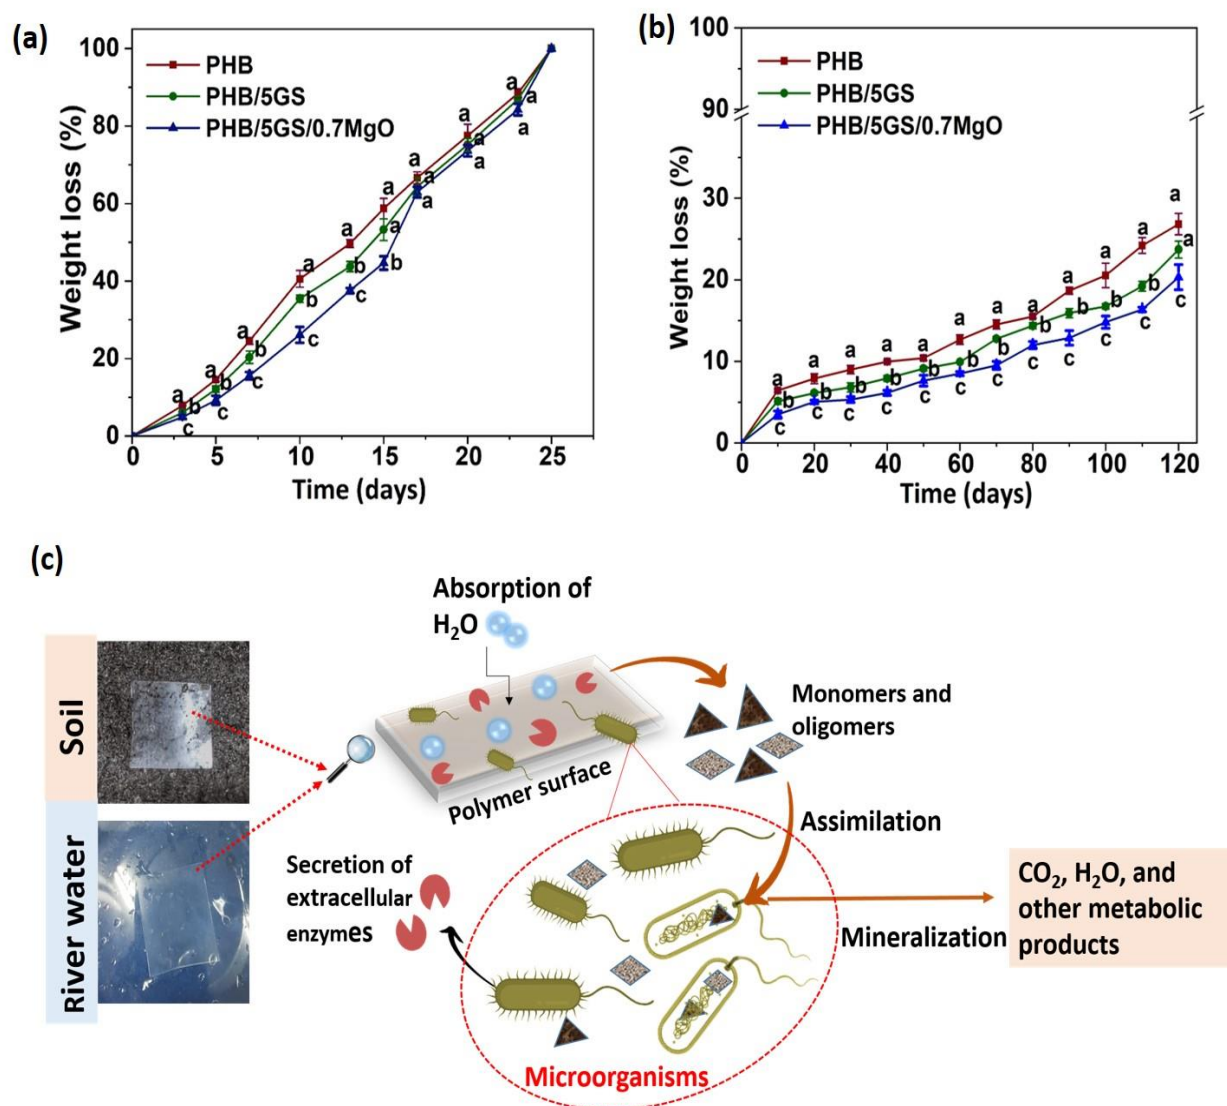 (a)
100
80
60
40
20
0
Weight loss (%)
PHB
PHB/5GS
PHB/5GS/0.7MgO
a
a
a
a
a
a
a
a
a
b
b
b
b
b
a
a
a
a
c
c
c
c
c
b
a
a
a
0
5
10
15
20
25
Time (days)
(b)
100
90
30
20
10
0
Weight loss (%)
PHB
PHB/5GS
PHB/5GS/0.7MgO
a
a
a
a
a
a
a
a
a
a
a
a
b
b
b
b
b
b
b
b
b
b
b
a
c
c
c
c
c
c
c
c
c
c
c
c
0
20
40
60
80
100
120
Time (days)
(c)
Soil
River water
Absorption of
H₂O
Polymer surface
Monomers and
oligomers
Assimilation
Secretion of
extracellular
enzymes
Mineralization
CO₂, H₂O, and
other metabolic
products
Microorganisms